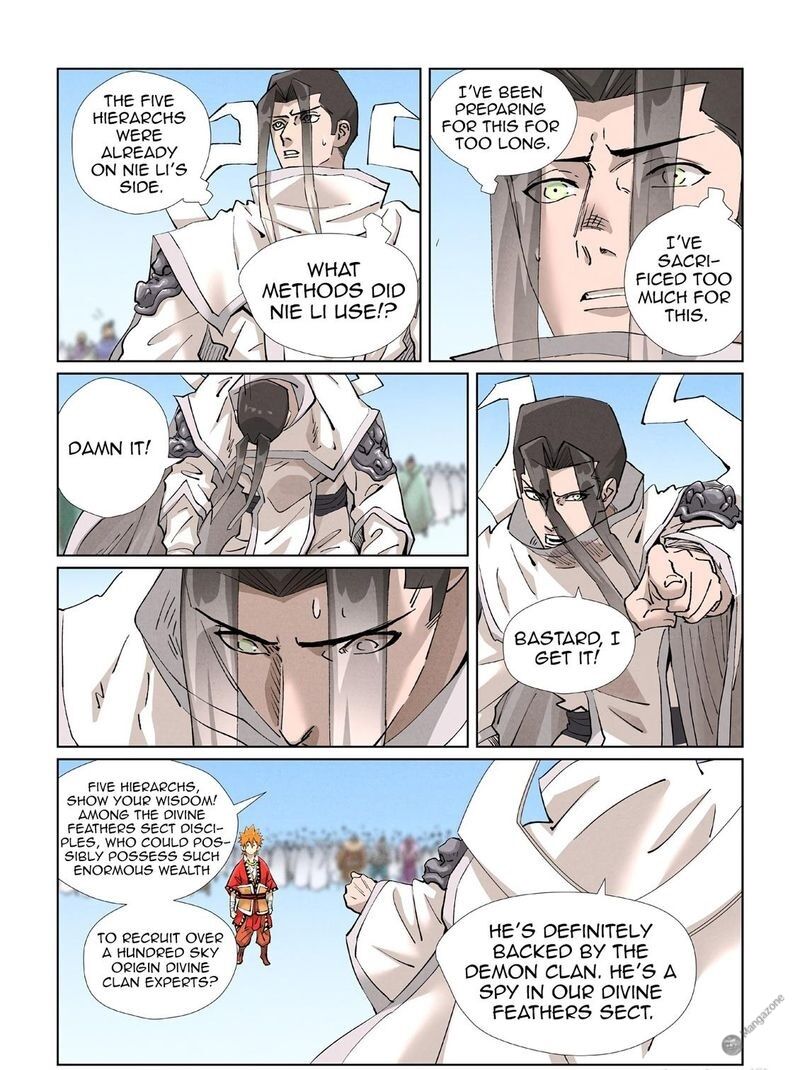 THE FIVE
HIERARCHS
WERE
ALREADY
ON NIE LI'S
SIDE.
WHAT
METHODS DID
NIE LI USE!?
I'VE BEEN
PREPARING
FOR THIS FOR
TOO LONG.
I'VE
SACRI-
FICED TOO
MUCH FOR
THIS.
DAMN IT!
BASTARD, I
GET IT!
FIVE HIERARCHS,
SHOW YOUR WISDOM!
AMONG THE DIVINE
FEATHERS SECT DISCI-
PLES, WHO COULD POS-
SIBLY POSSESS SUCH
ENORMOUS WEALTH
TO RECRUIT OVER
A HUNDRED SKY
ORIGIN DIVINE
CLAN EXPERTS?
HE'S DEFINITELY
BACKED BY THE
DEMON CLAN. HE'S A
SPY IN OUR DIVINE
FEATHERS SECT.
Mangazone